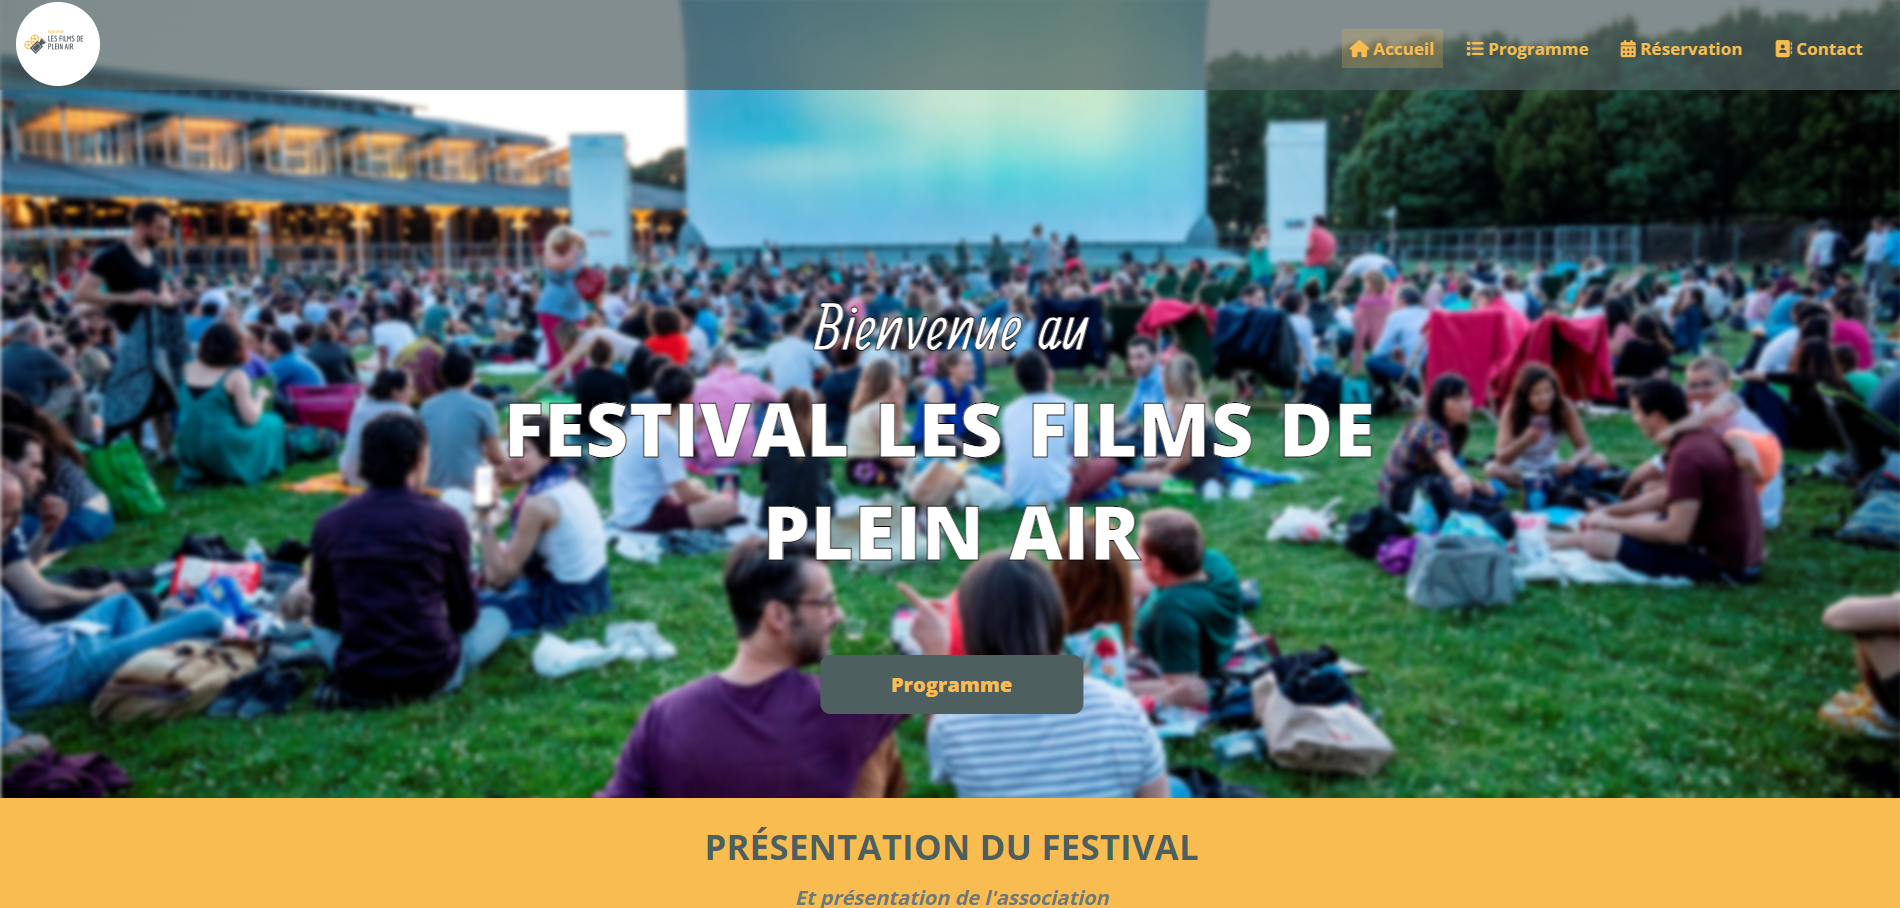 LES FILMS DE
PLEIN AIR
Accueil
Programme
Réservation
Contact
Bienvenue au
FESTIVAL LES FILMS DE
PLEIN AIR
Programme
PRÉSENTATION DU FESTIVAL
Et présentation de l'association